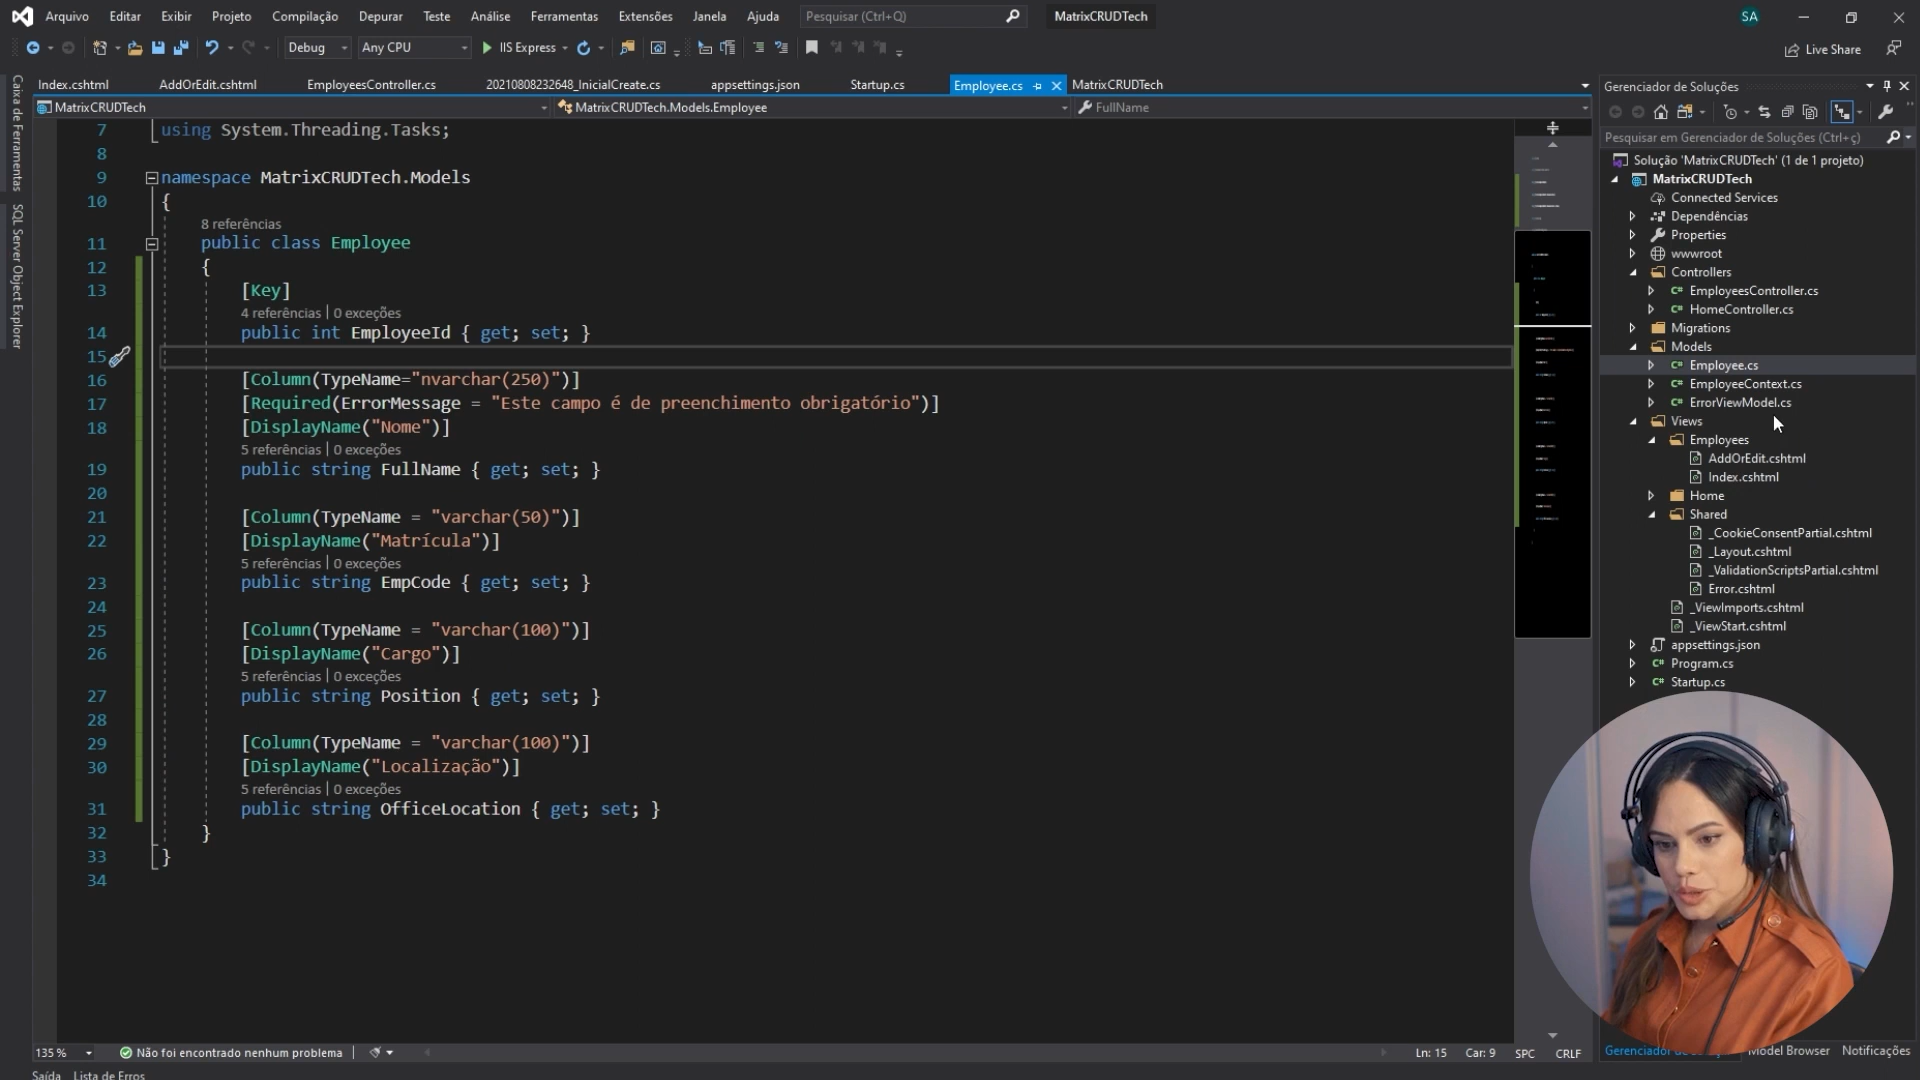 Arquivo Editar Exibir Projeto Compilação Depurar Teste Análise Ferramentas Extensões Janela Ajuda Pesquisar (Ctrl+Q) MatrixCRUDTech SA
Debug Any CPU IIS Express Live Share
Index.cshtml AddOrEdit.cshtml EmployeesController.cs 20210808232648_InicialCreate.cs appsettings.json Startup.cs Employee.cs MatrixCRUDTech
MatrixCRUDTech MatrixCRUDTech.Models.Employee FullName
Caixa de Ferramentas
SQL Server Object Explorer
7 using System.Threading.Tasks;
8
9 namespace MatrixCRUDTech.Models
10 {
8 referências
11 public class Employee
12 {
13 [Key]
4 referências | 0 exceções
14 public int EmployeeId { get; set; }
15
16 [Column(TypeName="nvarchar(250)")]
17 [Required(ErrorMessage = "Este campo é de preenchimento obrigatório")]
18 [DisplayName("Nome")]
5 referências | 0 exceções
19 public string FullName { get; set; }
20
21 [Column(TypeName = "varchar(50)")]
22 [DisplayName("Matrícula")]
5 referências | 0 exceções
23 public string EmpCode { get; set; }
24
25 [Column(TypeName = "varchar(100)")]
26 [DisplayName("Cargo")]
5 referências | 0 exceções
27 public string Position { get; set; }
28
29 [Column(TypeName = "varchar(100)")]
30 [DisplayName("Localização")]
5 referências | 0 exceções
31 public string OfficeLocation { get; set; }
32 }
33 }
34
Gerenciador de Soluções
Pesquisar em Gerenciador de Soluções (Ctrl+ç)
Solução 'MatrixCRUDTech' (1 de 1 projeto)
MatrixCRUDTech
Connected Services
Dependências
Properties
wwwroot
Controllers
C# EmployeesController.cs
C# HomeController.cs
Migrations
Models
C# Employee.cs
C# EmployeeContext.cs
C# ErrorViewModel.cs
Views
Employees
AddOrEdit.cshtml
Index.cshtml
Home
Shared
_CookieConsentPartial.cshtml
_Layout.cshtml
_ValidationScriptsPartial.cshtml
Error.cshtml
_ViewImports.cshtml
_ViewStart.cshtml
appsettings.json
C# Program.cs
C# Startup.cs
135 % Não foi encontrado nenhum problema Ln: 15 Car: 9 SPC CRLF
Gerenciador Model Browser Notificações
Saída Lista de Erros